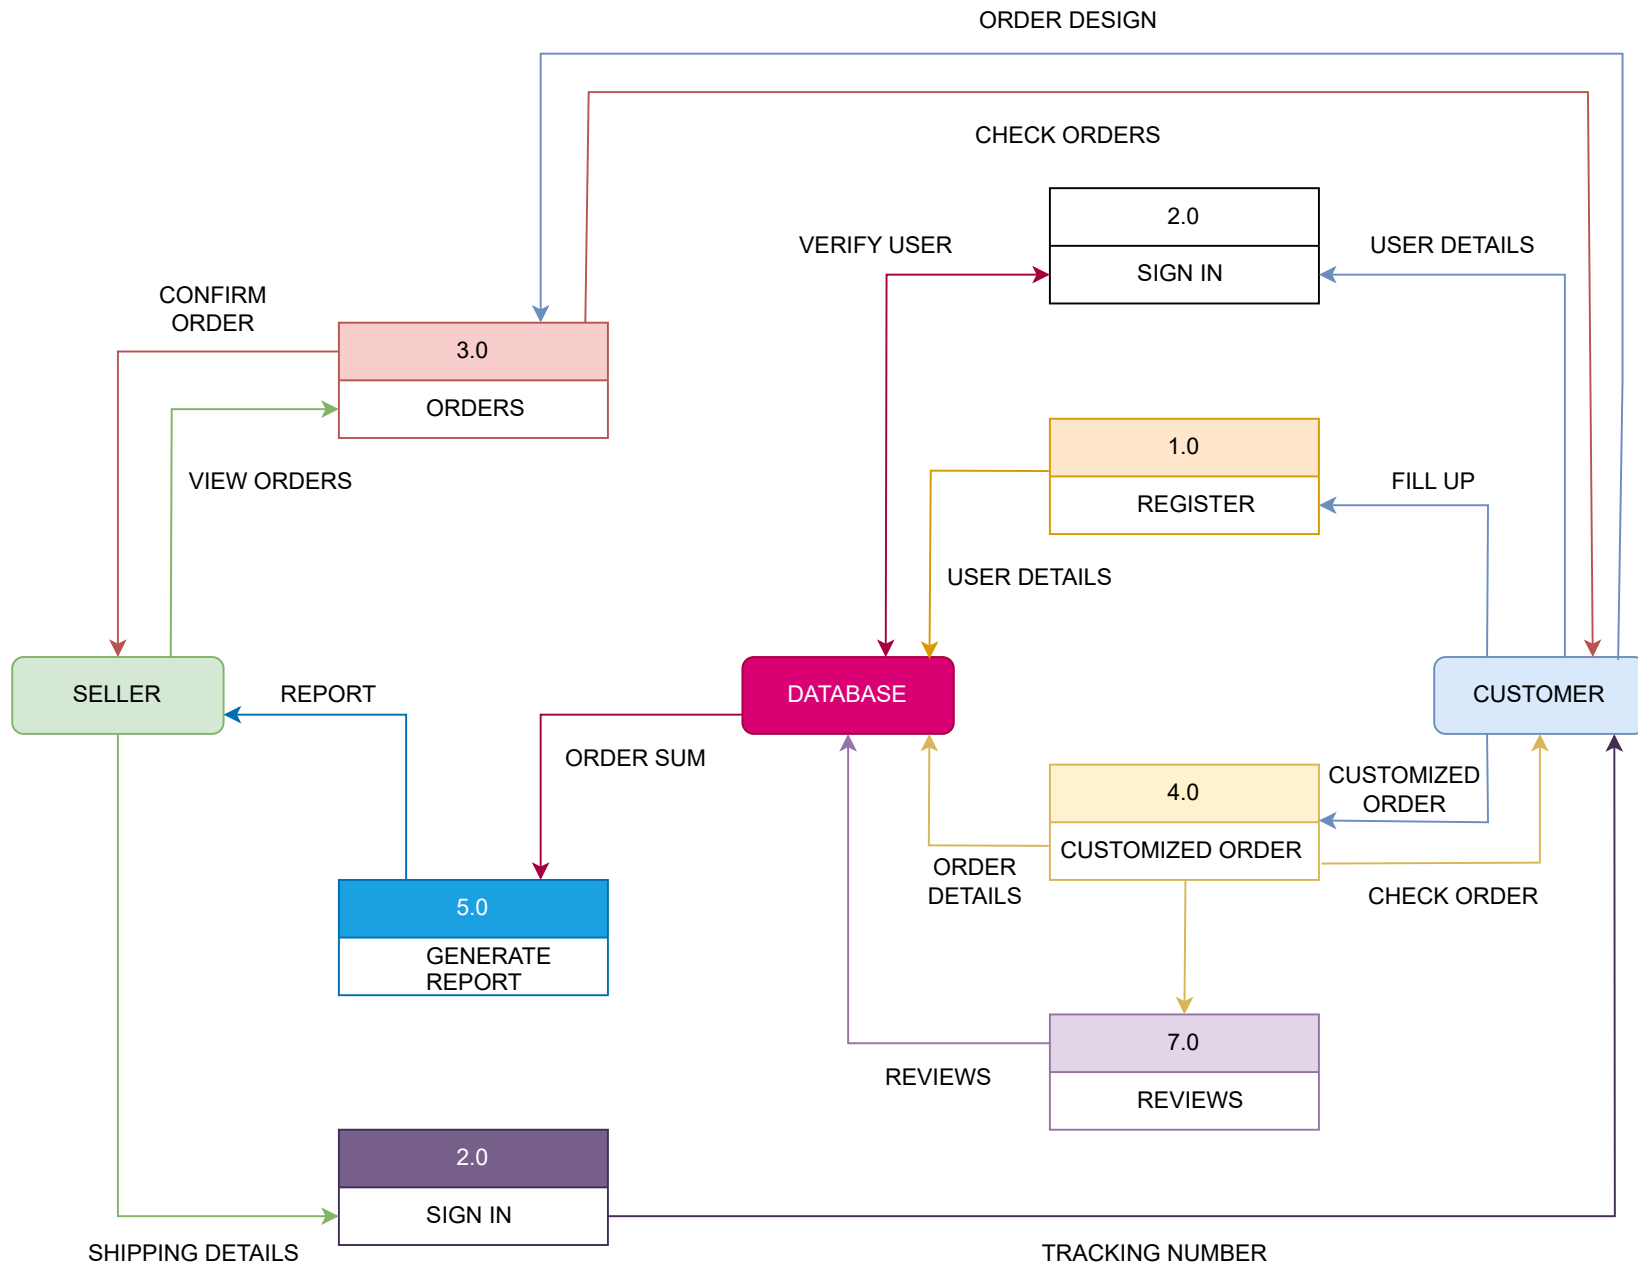 ORDER DESIGN
CHECK ORDERS
2.0
VERIFY USER
USER DETAILS
SIGN IN
CONFIRM
ORDER
3.0
ORDERS
1.0
VIEW ORDERS
FILL UP
REGISTER
USER DETAILS
SELLER
REPORT
DATABASE
CUSTOMER
ORDER SUM
CUSTOMIZED
ORDER
4.0
CUSTOMIZED ORDER
ORDER
DETAILS
CHECK ORDER
5.0
GENERATE
REPORT
7.0
REVIEWS
REVIEWS
2.0
SIGN IN
SHIPPING DETAILS
TRACKING NUMBER